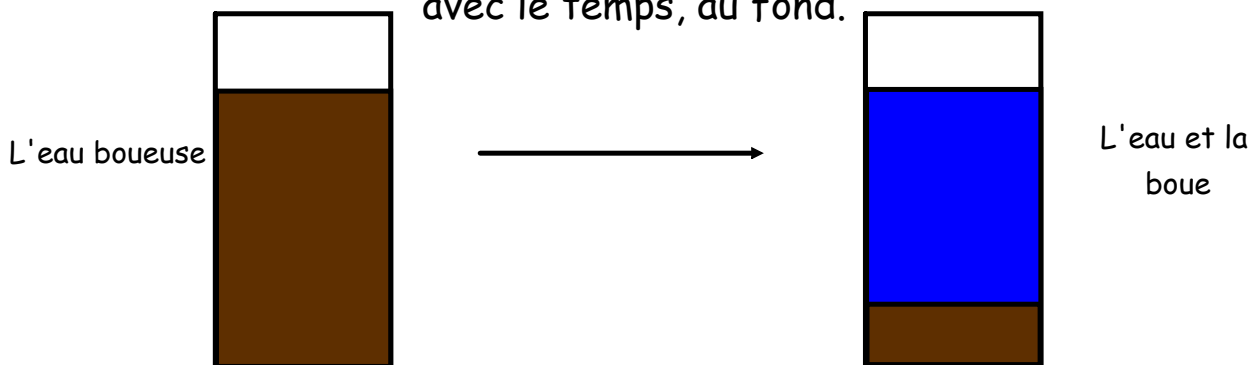 avec le temps, au fond.
L'eau boueuse
L'eau et la
boue